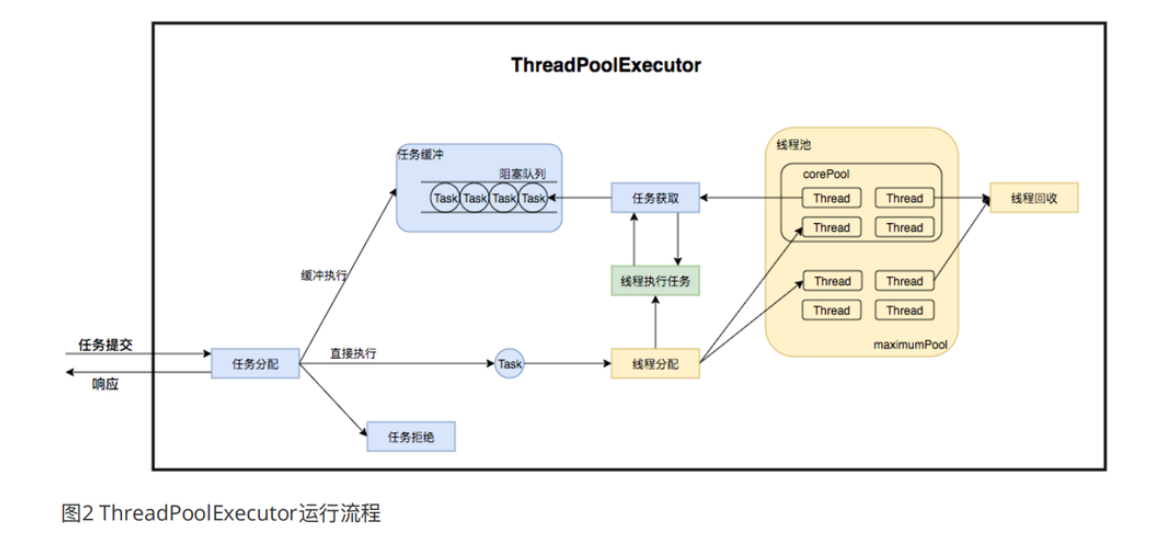 ThreadPoolExecutor
任务缓冲
阻塞队列
Task Task Task Task
任务获取
线程池
corePool
Thread Thread
Thread Thread
线程回收
缓冲执行
线程执行任务
Thread Thread
Thread Thread
maximumPool
任务提交
响应
任务分配
直接执行
Task
线程分配
任务拒绝
图2 ThreadPoolExecutor运行流程